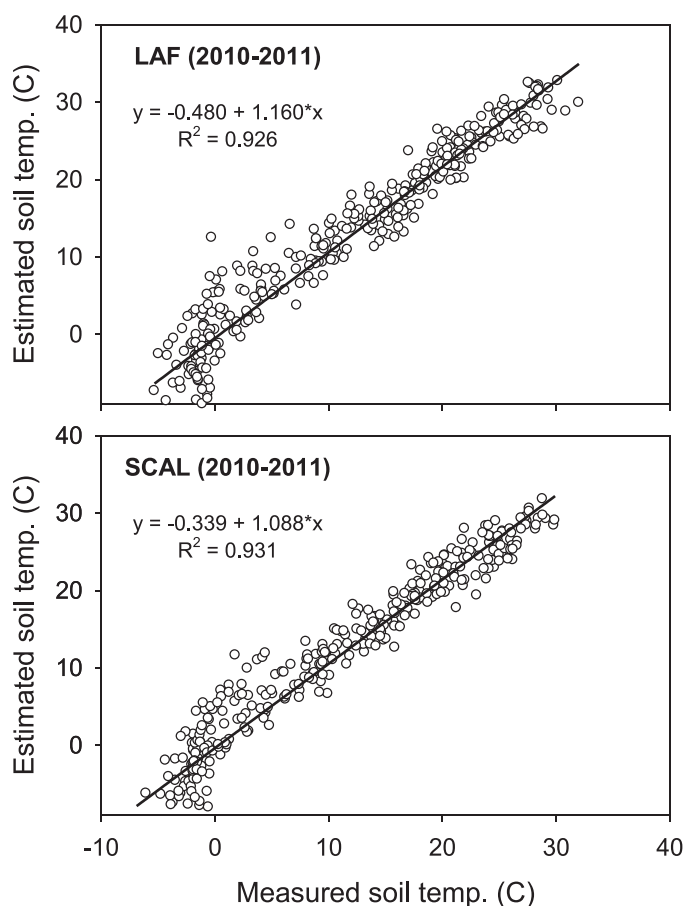 40
LAF (2010-2011)
y = -0.480 + 1.160*x
R² = 0.926
30
20
10
0
Estimated soil temp. (C)
40
SCAL (2010-2011)
y = -0.339 + 1.088*x
R² = 0.931
30
20
10
0
Estimated soil temp. (C)
-10 0 10 20 30 40
Measured soil temp. (C)